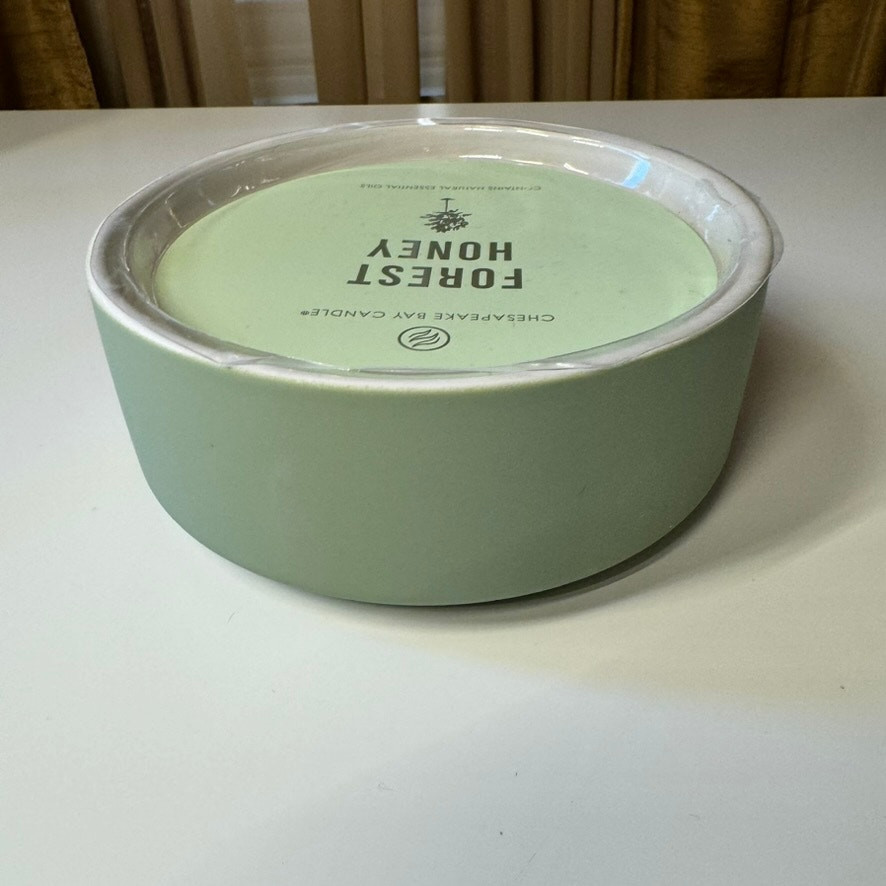 CHESAPEAKE BAY CANDLE®
FOREST
HONEY
CONTAINS NATURAL ESSENTIAL OILS